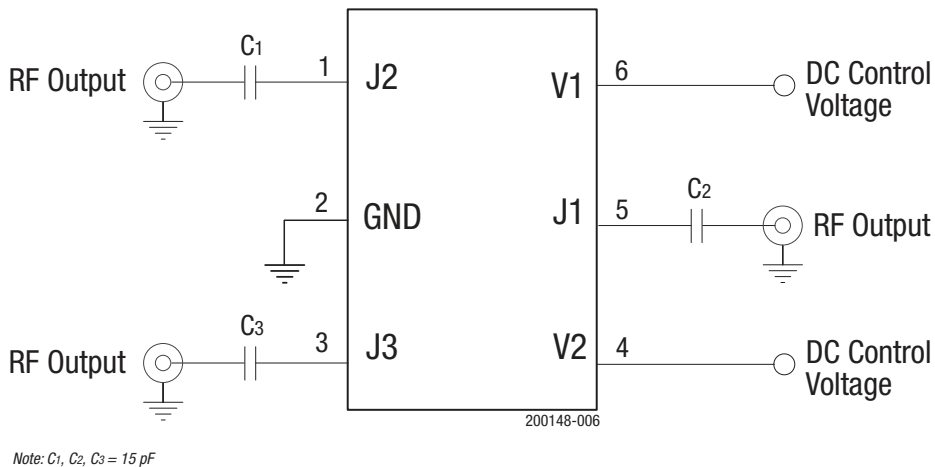 C1
RF Output
1
J2
V1
6
DC Control
Voltage
2
GND
J1
5
C2
RF Output
C3
RF Output
3
J3
V2
4
DC Control
Voltage
200148-006
Note: C1, C2, C3 = 15 pF